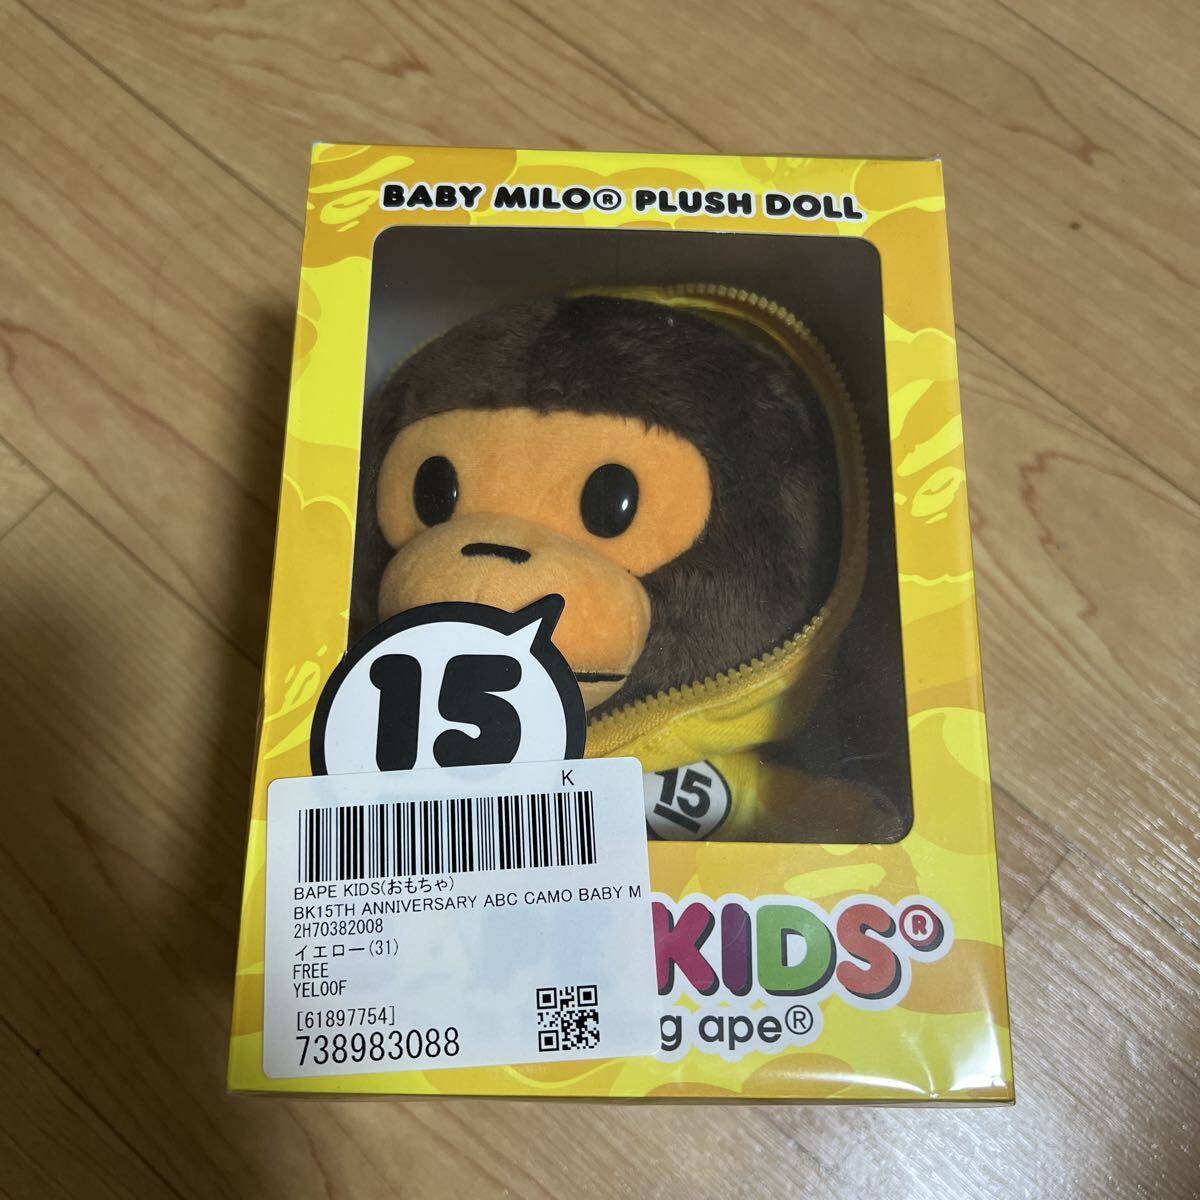 BABY MILO® PLUSH DOLL
15
15
K
BAPE KIDS(おもちゃ)
BK15TH ANNIVERSARY ABC CAMO BABY M
2H70382008
イエロー(31)
FREE
YEL00F
[61897754]
738983088
KIDS®
g ape®